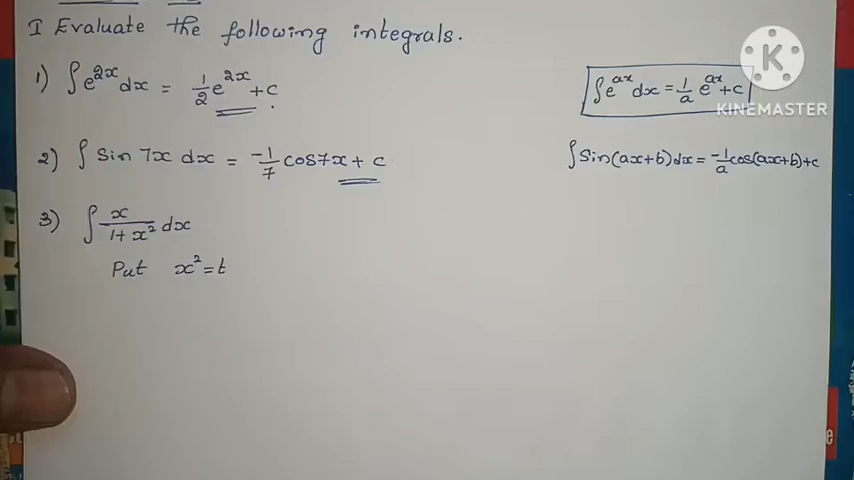 I Evaluate the following integrals.
1) ∫e^{2x}dx = 1/2 e^{2x} + c.
∫e^{ax}dx = 1/a e^{ax} + c
K
KINEMASTER
2) ∫ Sin 7x dx = -1/7 cos7x + c
∫Sin(ax+b)dx = -1/a cos(ax+b)+c
3) ∫ x/(1+x²) dx
Put x² = t